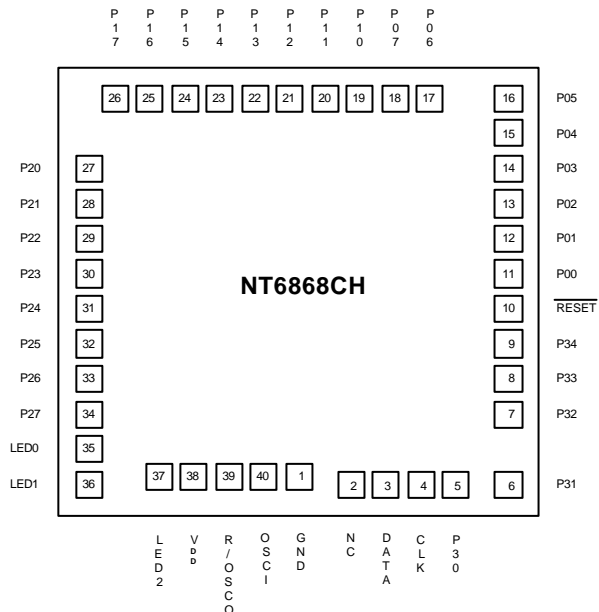 P17 P16 P15 P14 P13 P12 P11 P10 P07 P06
26 25 24 23 22 21 20 19 18 17 16 P05
15 P04
P20 27 14 P03
P21 28 13 P02
P22 29 12 P01
P23 30 11 P00
NT6868CH
P24 31 10 RESET
P25 32 9 P34
P26 33 8 P33
P27 34 7 P32
LED0 35
LED1 36 37 38 39 40 1 2 3 4 5 6 P31
LED2 VDD R/OSCO OSCI GND NC DATA CLK P30